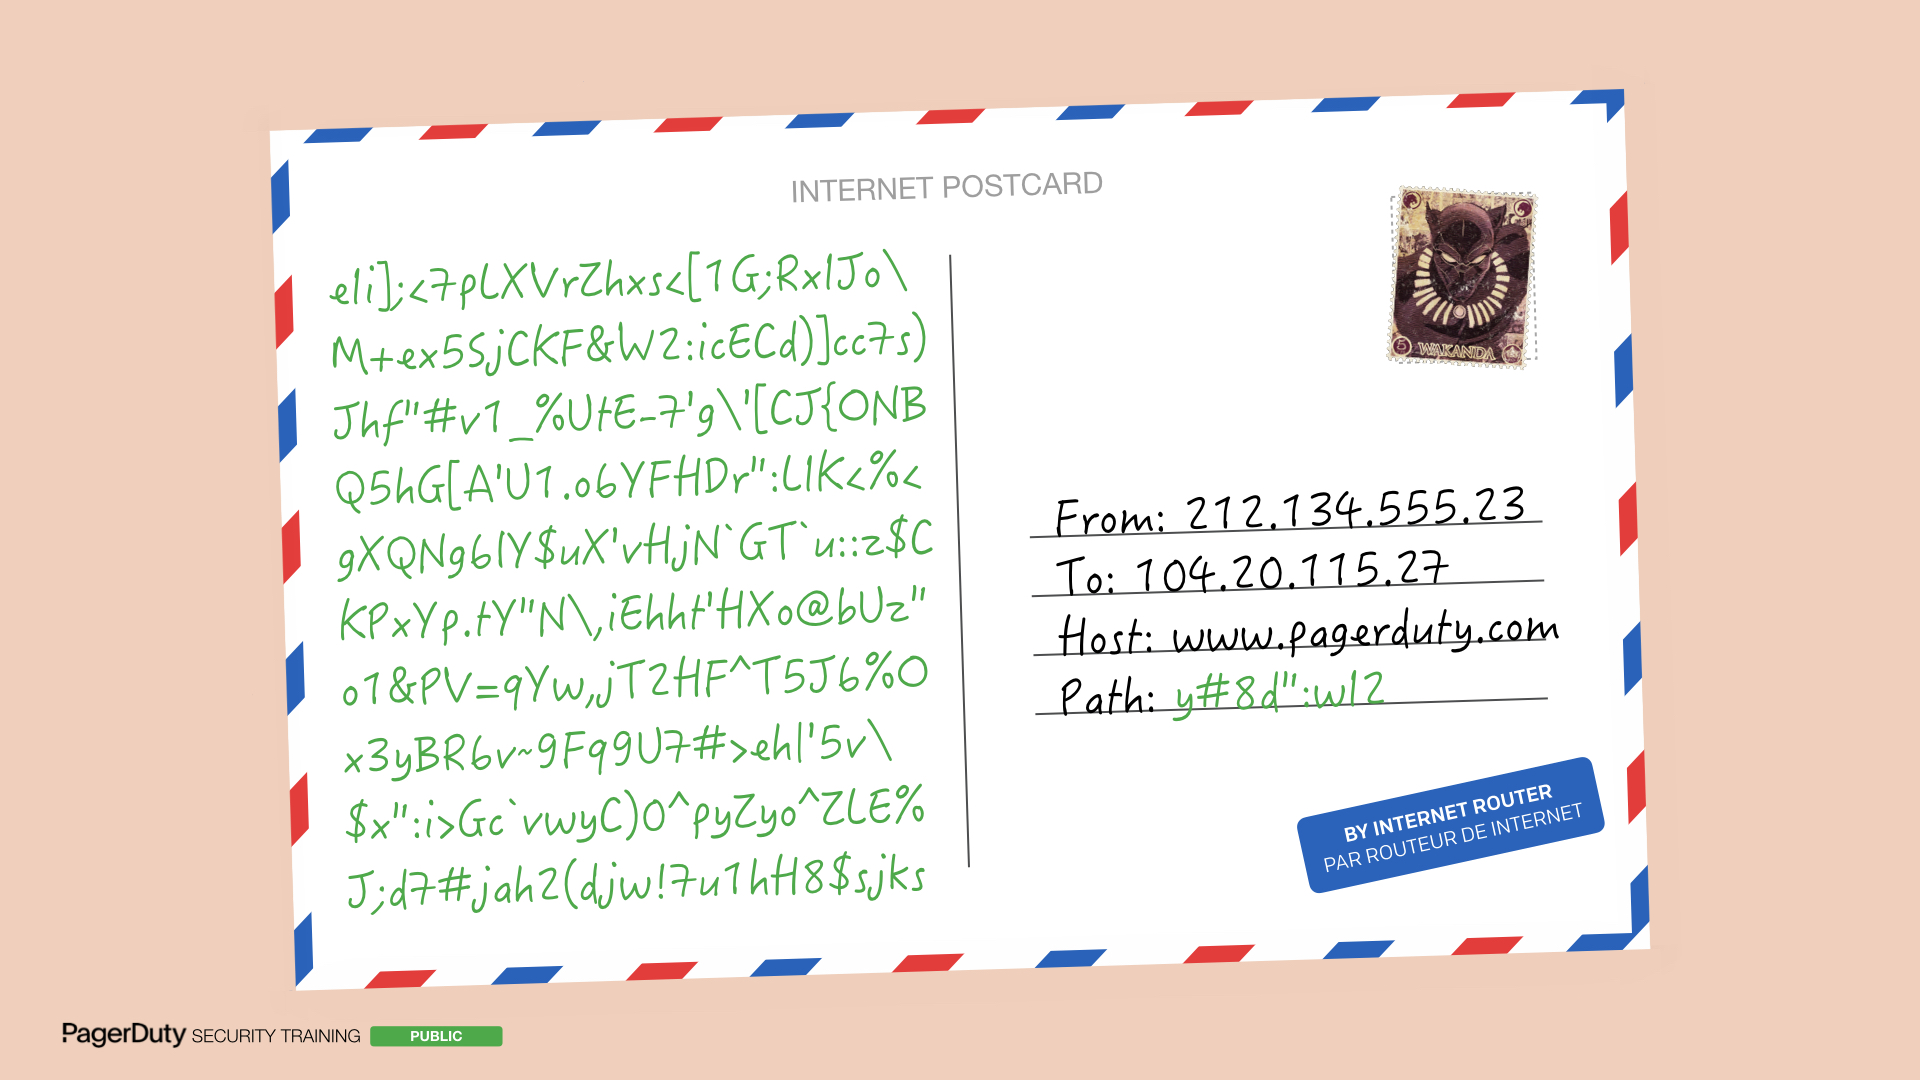 INTERNET POSTCARD
eli];<7pLXVrZhxs<[1G;RxlJo\
M+ex5SjCKF&W2:icECd)]cc7s)
Jhf"#v1_%UtE-7'g\'[CJ{ONB
Q5hG[A'U1.o6YFHDr":LlK<%<
gXQNg6lY$uX'vHjN`GT`u::z$C
KPxYp.tY"N\,iEhht'HXo@bUz"
o1&PV=qYw,jT2HF^T5J6%O
x3yBR6v~9Fq9U7#>ehl'5v\
$x":i>Gc`vwyC)O^pyZyo^ZLE%
J;d7#jah2(djw!7u1hH8$sjks
5 WAKANDA
From: 212.134.555.23
To: 104.20.115.27
Host: www.pagerduty.com
Path: y#8d":wl2
BY INTERNET ROUTER
PAR ROUTEUR DE INTERNET
PagerDuty SECURITY TRAINING PUBLIC